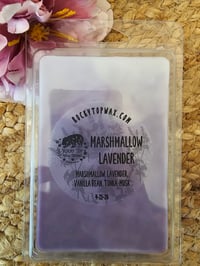 ROCKYTOPWAX.COM
MARSHMALLOW
LAVENDER
MARSHMALLOW, LAVENDER,
VANILLA BEAN, TONKA, MUSK